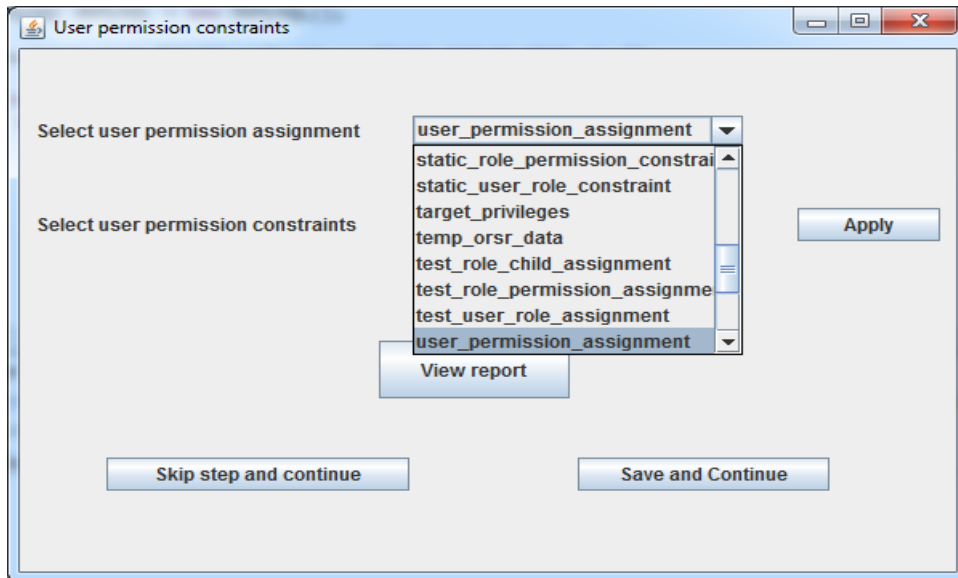 User permission constraints
Select user permission assignment
user_permission_assignment
static_role_permission_constrai
static_user_role_constraint
target_privileges
Select user permission constraints
Apply
temp_orsr_data
test_role_child_assignment
test_role_permission_assignme
test_user_role_assignment
user_permission_assignment
View report
Skip step and continue
Save and Continue